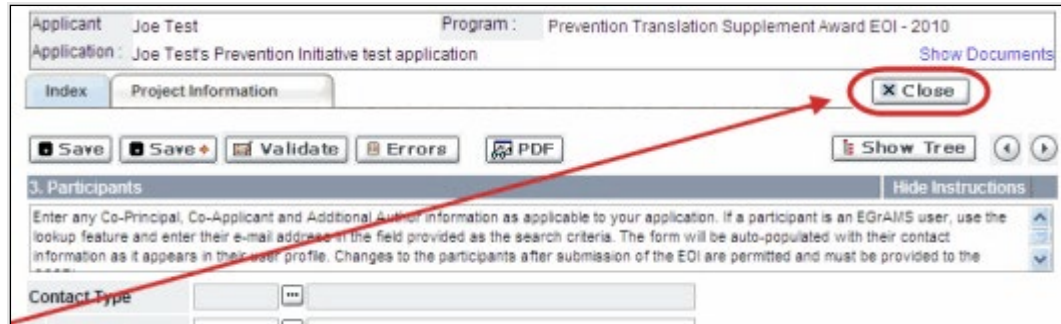 Applicant Joe Test Program : Prevention Translation Supplement Award EOI - 2010
Application : Joe Test's Prevention Initiative test application Show Documents
Index Project Information Close
Save Save Validate Errors PDF Show Tree
3. Participants Hide Instructions
Enter any Co-Principal, Co-Applicant and Additional Author information as applicable to your application. If a participant is an EGrAMS user, use the
lookup feature and enter their e-mail address in the field provided as the search criteria. The form will be auto-populated with their contact
information as it appears in their user profile. Changes to the participants after submission of the EOI are permitted and must be provided to the
Contact Type